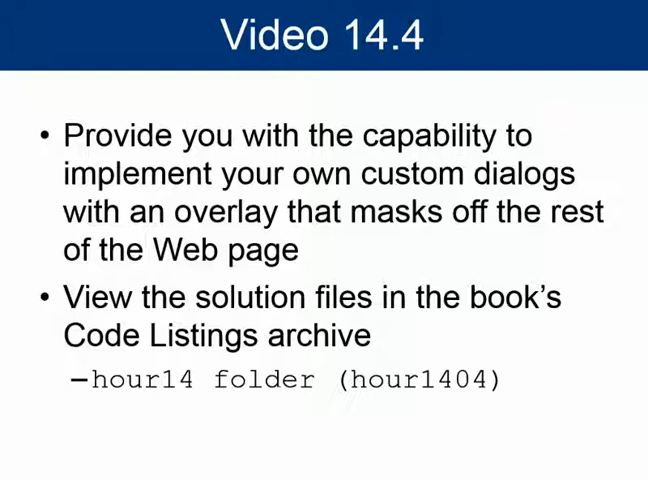 Video 14.4
• Provide you with the capability to
implement your own custom dialogs
with an overlay that masks off the rest
of the Web page
• View the solution files in the book's
Code Listings archive
–hour14 folder (hour1404)